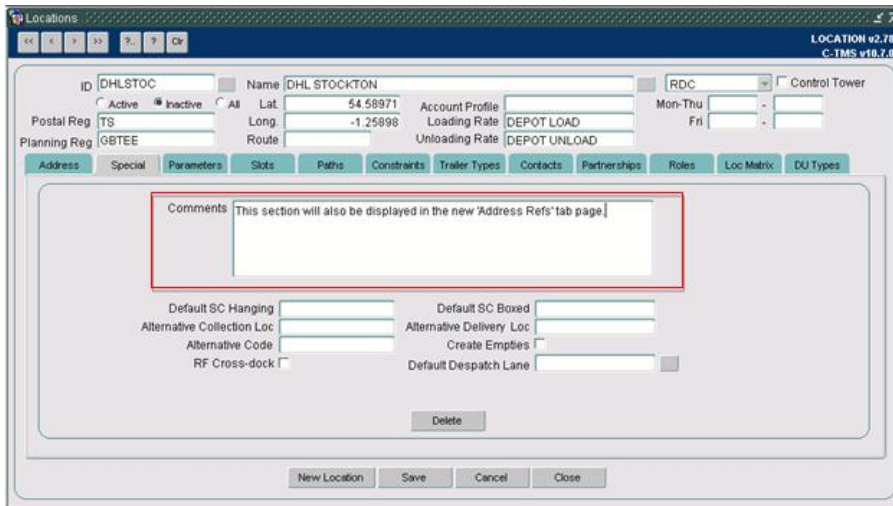 Locations
<< < > >> ?.. ? Clr
LOCATION v2.78
C-TMS v10.7.0
ID DHLSTOC Name DHL STOCKTON RDC Control Tower
Active Inactive All Lat. 54.58971 Account Profile Mon-Thu -
Postal Reg TS Long. -1.25898 Loading Rate DEPOT LOAD Fri -
Planning Reg GBTEE Route Unloading Rate DEPOT UNLOAD
Address Special Parameters Slots Paths Constraints Trailer Types Contacts Partnerships Roles Loc Matrix DU Types
Comments This section will also be displayed in the new 'Address Refs' tab page.
Default SC Hanging Default SC Boxed
Alternative Collection Loc Alternative Delivery Loc
Alternative Code Create Empties
RF Cross-dock Default Despatch Lane
Delete
New Location Save Cancel Close